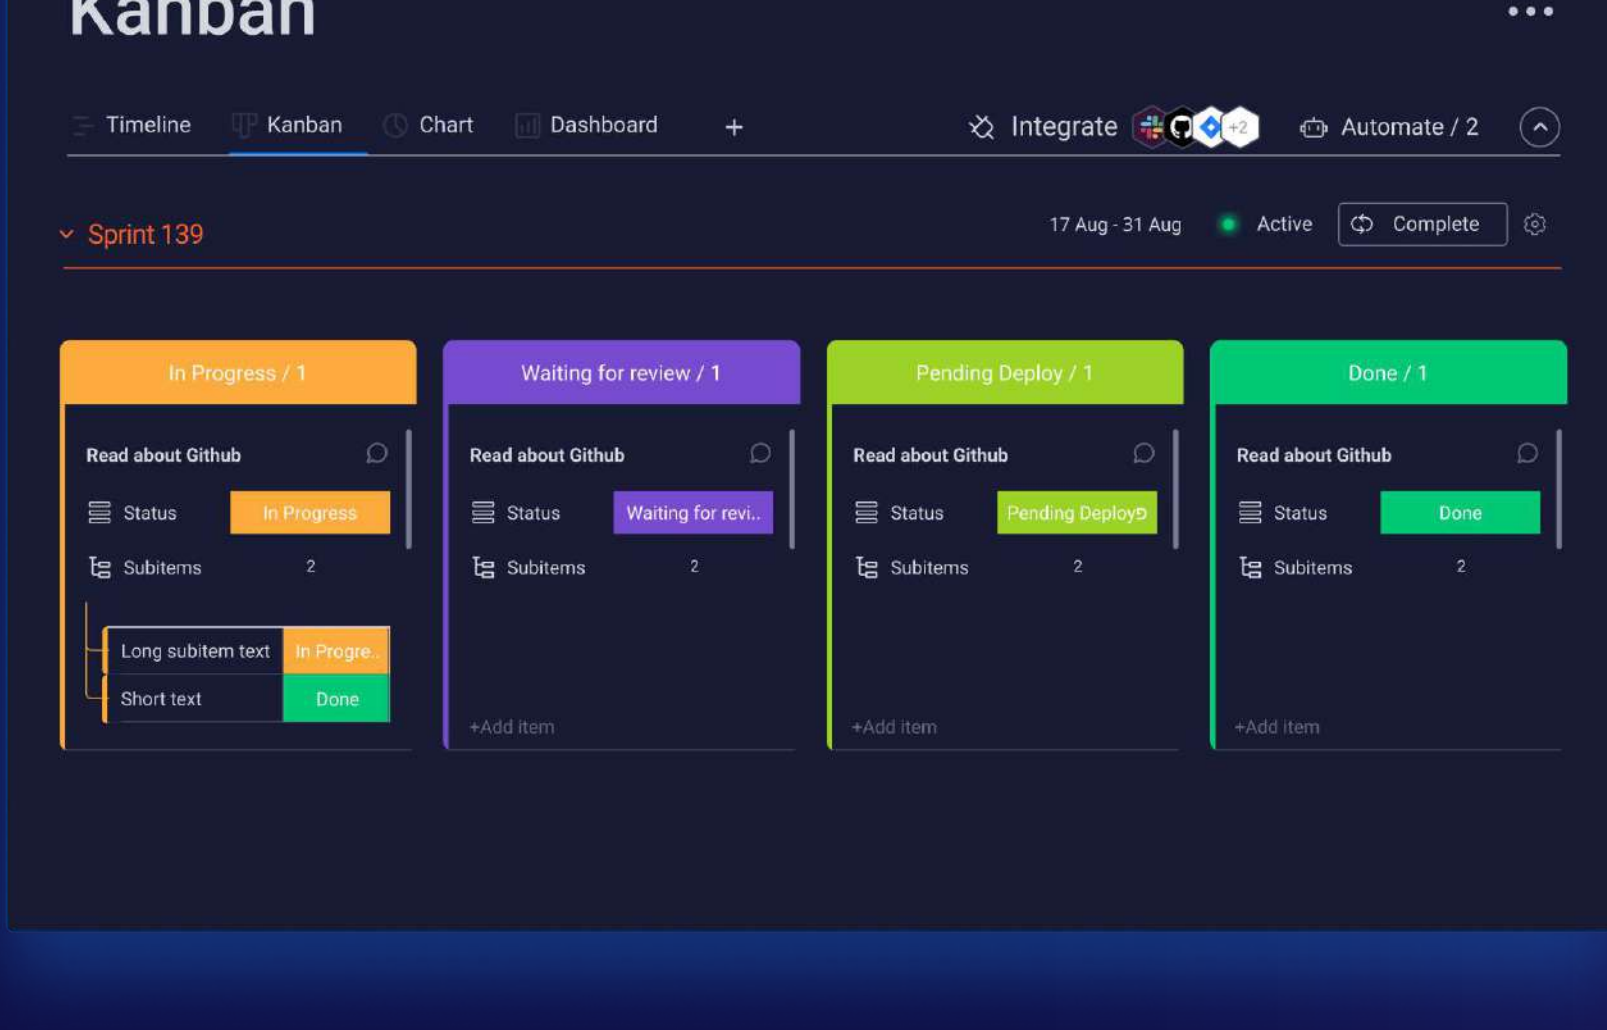 Kanban
Timeline Kanban Chart Dashboard + Integrate +2 Automate / 2
Sprint 139 17 Aug - 31 Aug Active Complete
In Progress / 1
Read about Github
Status In Progress
Subitems 2
Long subitem text In Progre..
Short text Done
Waiting for review / 1
Read about Github
Status Waiting for revi..
Subitems 2
+Add item
Pending Deploy / 1
Read about Github
Status Pending Deploy
Subitems 2
+Add item
Done / 1
Read about Github
Status Done
Subitems 2
+Add item